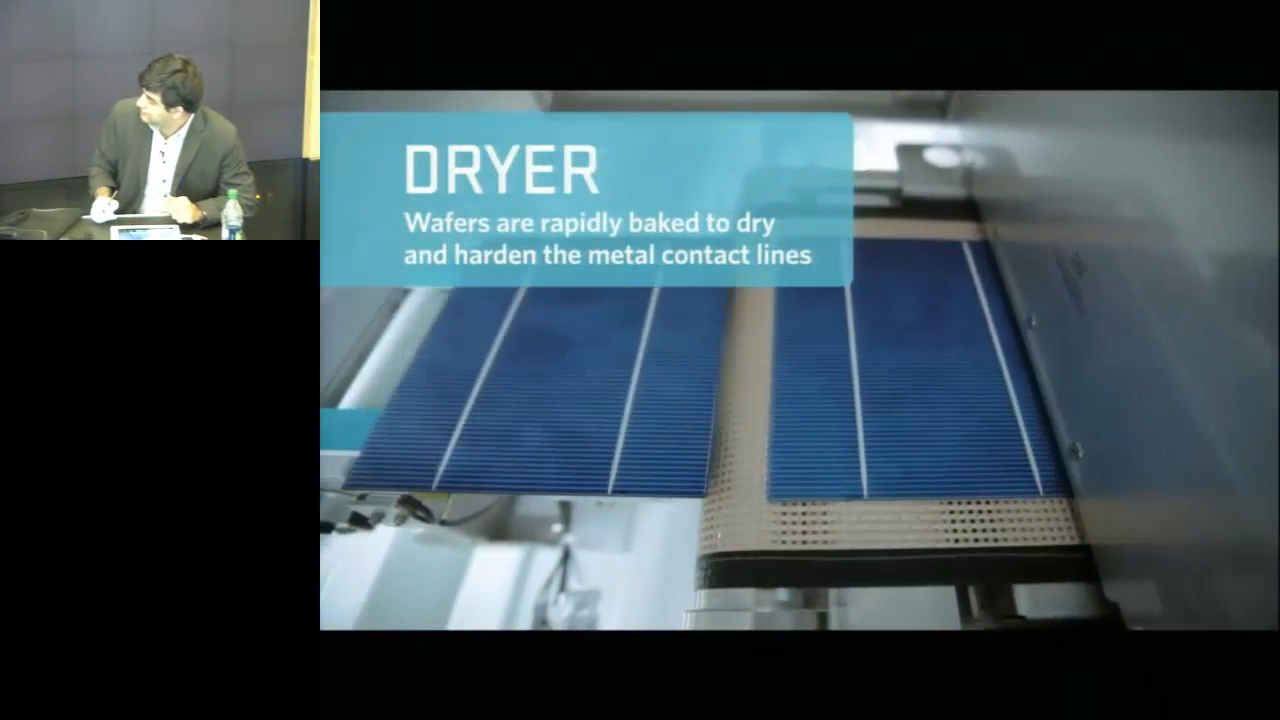 DRYER
Wafers are rapidly baked to dry
and harden the metal contact lines